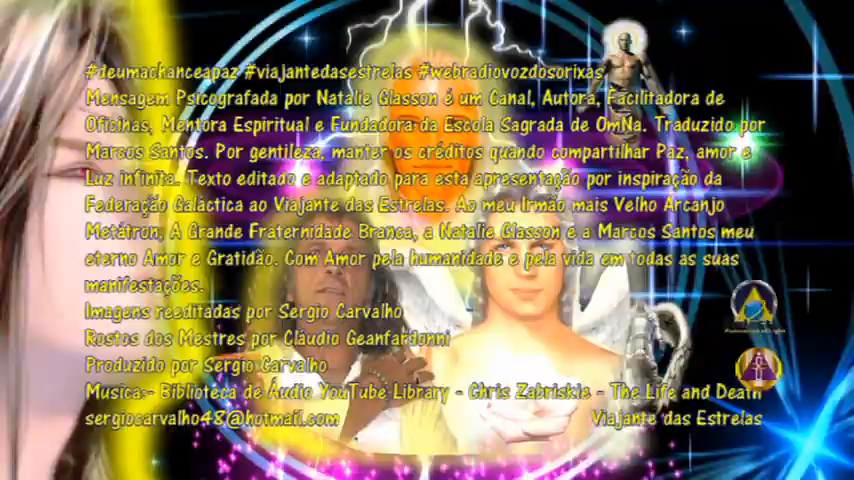 #deumachanceapaz #viajantedasestrelas #webradiovozdosorixas
Mensagem Psicografada por Natalie Glasson é um Canal, Autora, Facilitadora de
Oficinas, Mentora Espiritual e Fundadora da Escola Sagrada de OmNa. Traduzido por
Marcos Santos. Por gentileza, manter os créditos quando compartilhar Paz, amor e
Luz infinita. Texto editado e adaptado para esta apresentação por inspiração da
Federação Galáctica ao Viajante das Estrelas. Ao meu Irmão mais Velho Arcanjo
Metátron, A Grande Fraternidade Branca, a Natalie Glasson e a Marcos Santos meu
eterno Amor e Gratidão. Com Amor pela humanidade e pela vida em todas as suas
manifestações.
Imagens reeditadas por Sergio Carvalho
Rostos dos Mestres por Cláudio Geanfardonni
Produzido por Sergio Carvalho
Musica:- Biblioteca de Áudio YouTube Library - Chris Zabriskie - The Life and Death
sergiocarvalho48@hotmail.com Viajante das Estrelas